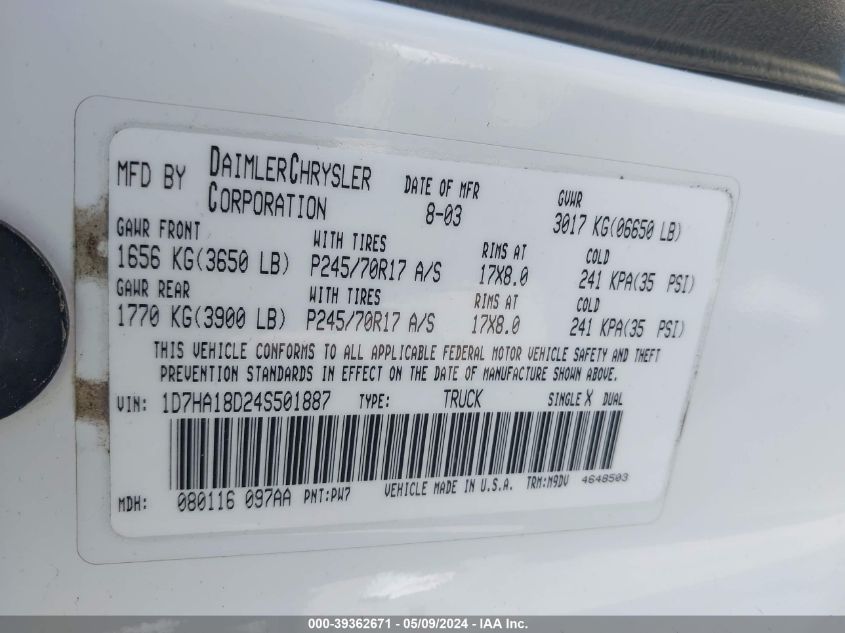 MFD BY DAIMLERCHRYSLER CORPORATION DATE OF MFR 8-03 GVWR 3017 KG(06650 LB)
GAWR FRONT WITH TIRES RIMS AT COLD
1656 KG(3650 LB) P245/70R17 A/S 17X8.0 241 KPA(35 PSI)
GAWR REAR WITH TIRES RIMS AT COLD
1770 KG(3900 LB) P245/70R17 A/S 17X8.0 241 KPA(35 PSI)
THIS VEHICLE CONFORMS TO ALL APPLICABLE FEDERAL MOTOR VEHICLE SAFETY AND THEFT
PREVENTION STANDARDS IN EFFECT ON THE DATE OF MANUFACTURE SHOWN ABOVE.
VIN: 1D7HA18D24S501887 TYPE: TRUCK SINGLE X DUAL
MDH: 080116 097AA PNT:PW7 VEHICLE MADE IN U.S.A. TRM:M9DV 4648503
000-39362671 - 05/09/2024 - IAA Inc.